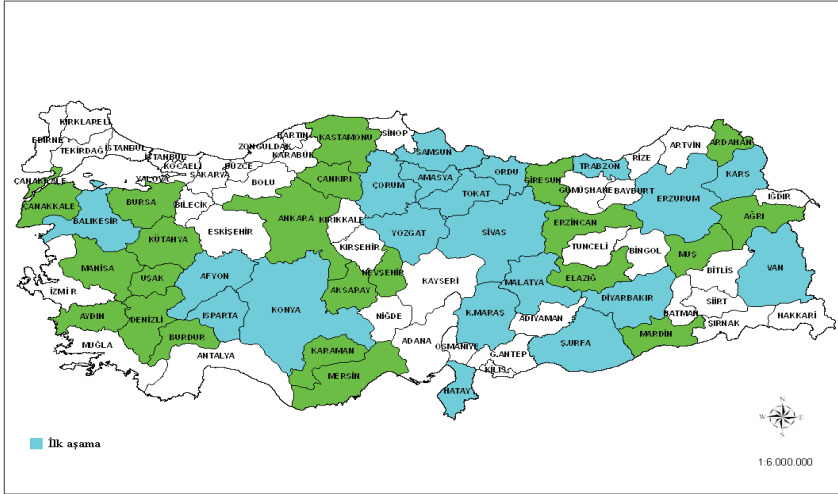 KIRKLARELİ
EDİRNE
TEKİRDAĞ
İSTANBUL
İSTANBUL
KOCAELİ
YALOVA
SAKARYA
DÜZCE
ZONGULDAK
BARTIN
KARABÜK
KASTAMONU
SİNOP
SAMSUN
ÇANAKKALE
ÇANAKKALE
BALIKESİR
BURSA
BİLECİK
BOLU
ÇANKIRI
ÇORUM
AMASYA
ORDU
TOKAT
GİRESUN
TRABZON
GÜMÜŞHANE
BAYBURT
RİZE
ARTVİN
ARDAHAN
KARS
IĞDIR
ERZURUM
AĞRI
ERZİNCAN
KÜTAHYA
ESKİŞEHİR
ANKARA
KIRIKKALE
KIRŞEHİR
YOZGAT
SİVAS
TUNCELİ
BİNGOL
MUŞ
BİTLİS
VAN
MANİSA
UŞAK
AFYON
İZMİR
AYDIN
DENİZLİ
ISPARTA
BURDUR
KONYA
AKSARAY
NEVŞEHİR
KAYSERİ
MALATYA
ELAZIĞ
DİYARBAKIR
BATMAN
SİİRT
ŞIRNAK
HAKKARİ
MARDİN
MUĞLA
ANTALYA
KARAMAN
MERSİN
NİĞDE
ADANA
K.MARAŞ
ADIYAMAN
OSMANİYE
G.ANTEP
KİLİS
Ş.URFA
HATAY
N
W E
S
İlk aşama
1:6.000.000